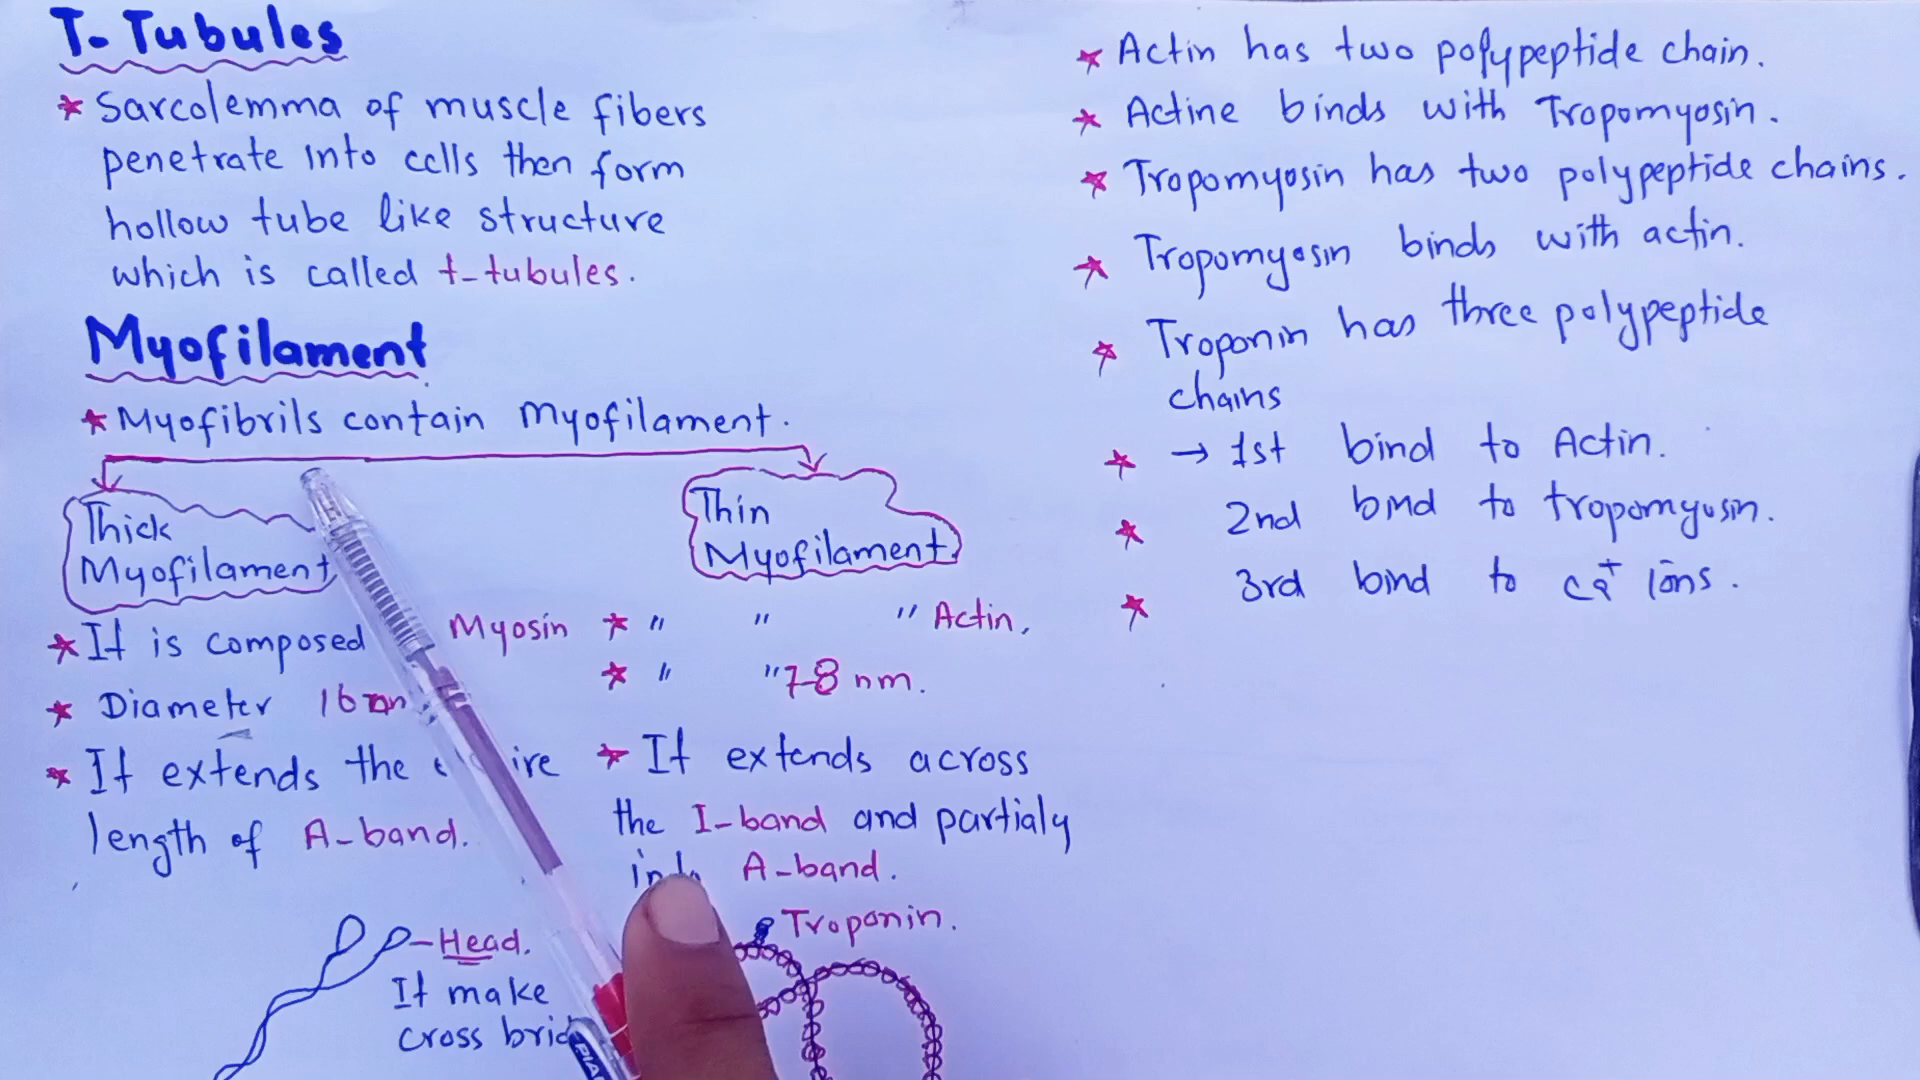 T-Tubules
* Sarcolemma of muscle fibers
penetrate into cells then form
hollow tube like structure
which is called t-tubules.
Myofilament
* Myofibrils contain myofilament.
Thick
Myofilament
* It is composed Myosin
* Diameter 16
* It extends the
length of A-band.
Head.
It make
cross
Thin
Myofilament
* " " " Actin.
* " " 7-8 nm.
* It extends across
the I-band and partialy
A-band.
Troponin.
* Actin has two polypeptide chain.
* Actine binds with Tropomyosin.
* Tropomyosin has two polypeptide chains.
* Tropomyosin binds with actin.
* Troponin has three polypeptide
chains
* → 1st bind to Actin.
* 2nd bind to tropomyosin.
* 3rd bind to Ca+ ions.